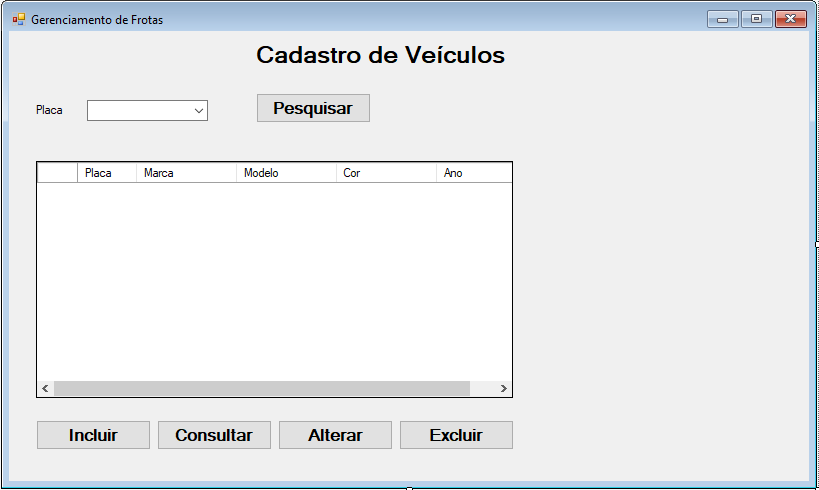 Gerenciamento de Frotas
Cadastro de Veículos
Placa Pesquisar
Placa Marca Modelo Cor Ano
Incluir Consultar Alterar Excluir